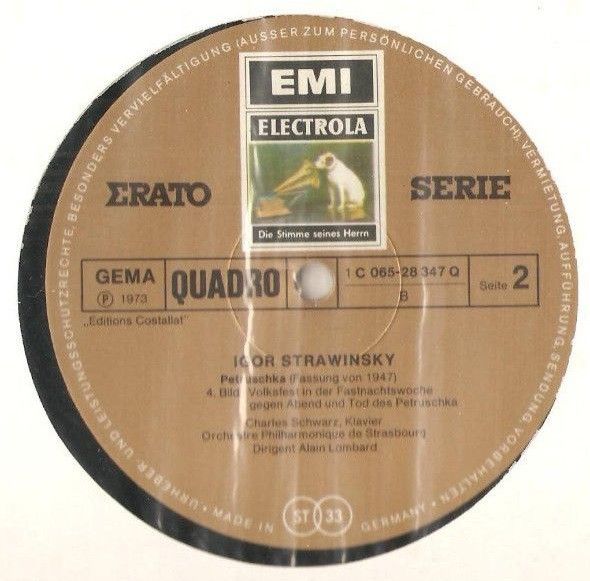 EMI
ELECTROLA
Die Stimme seines Herrn
ΣRATO SERIE
GEMA
Ⓟ 1973
QUADRO
1 C 065-28 347 Q
B
Seite 2
„Editions Costallat"
IGOR STRAWINSKY
Petruschka (Fassung von 1947)
4. Bild: Volksfest in der Fastnachtswoche
gegen Abend und Tod des Petruschka
Charles Schwarz, Klavier
Orchestre Philharmonique de Strasbourg
Dirigent Alain Lombard
URHEBER- UND LEISTUNGSSCHUTZRECHTE, BESONDERS VERVIELFÄLTIGUNG (AUSSER ZUM PERSÖNLICHEN GEBRAUCH), VERMIETUNG, AUFFÜHRUNG, SENDUNG, VORBEHALTEN
• MADE IN GERMANY •
ST 33